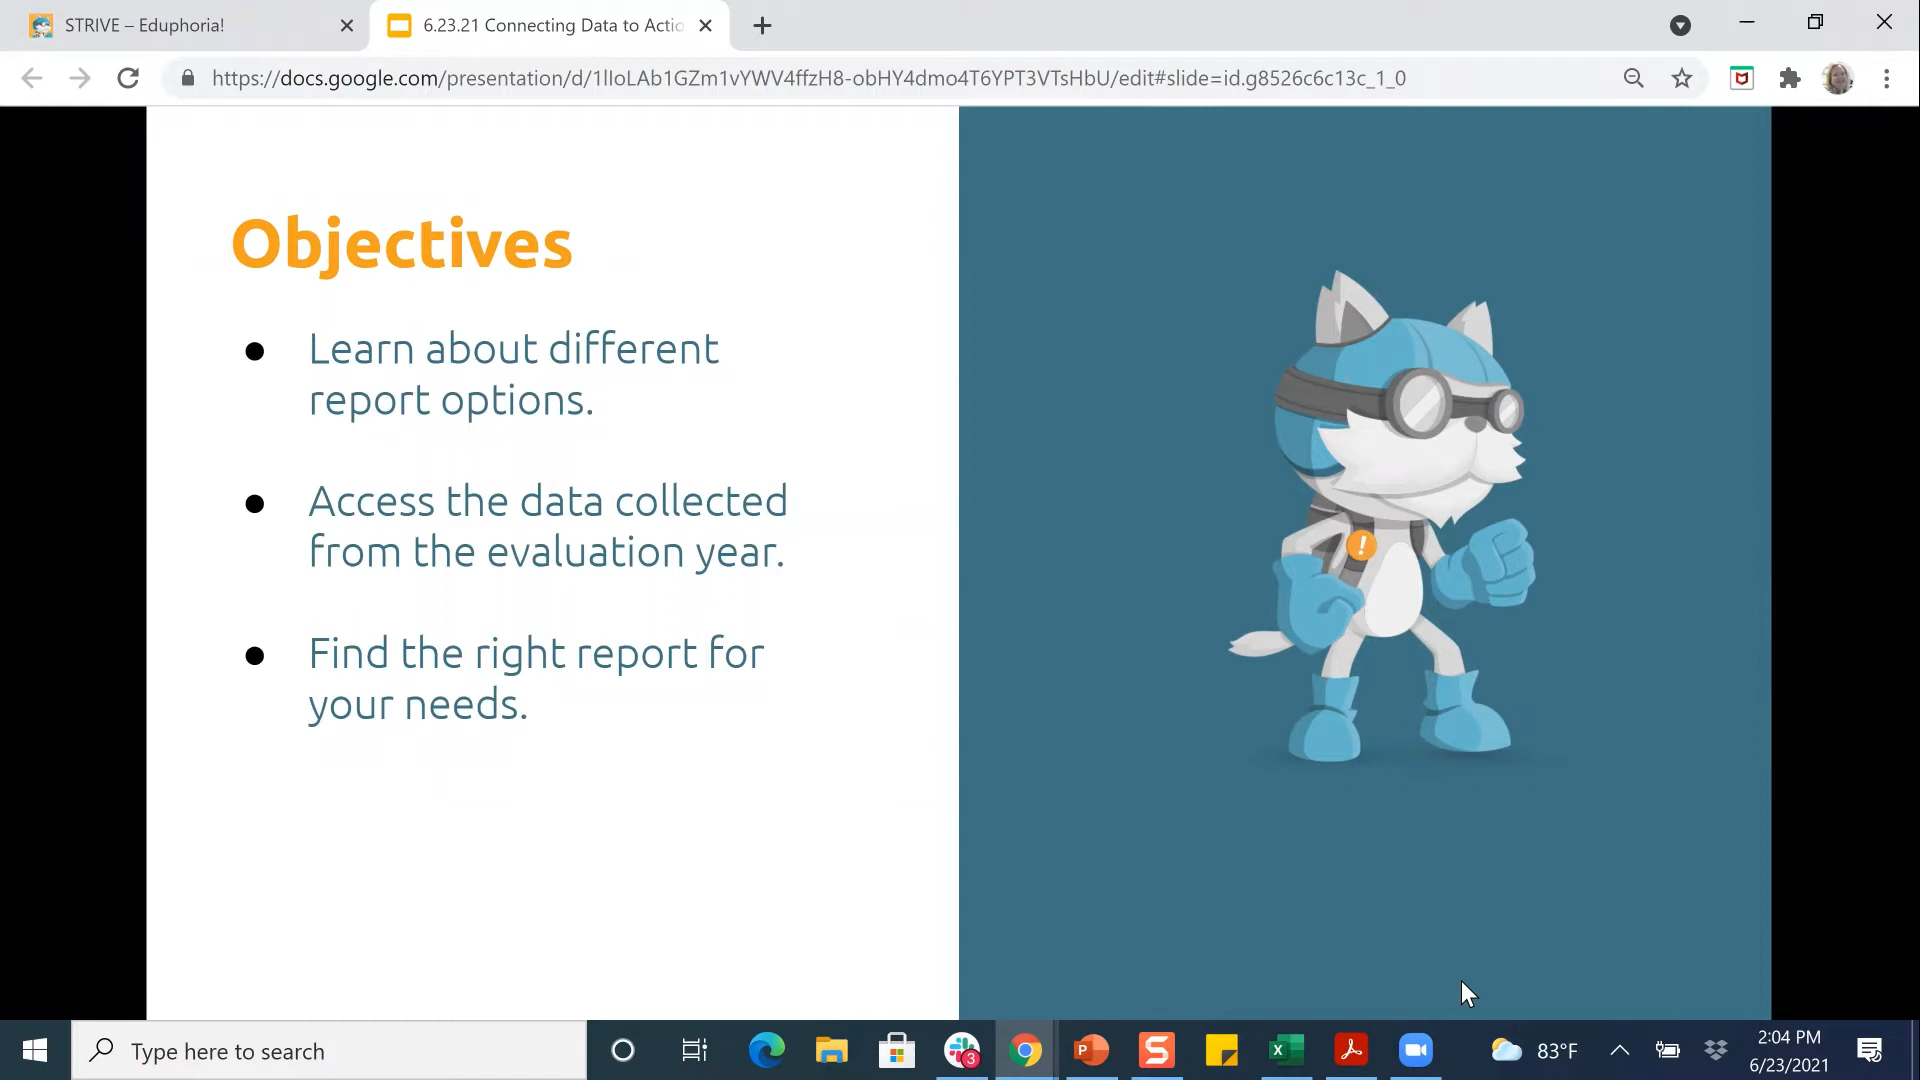 STRIVE – Eduphoria!
6.23.21 Connecting Data to Actio
https://docs.google.com/presentation/d/1lIoLAb1GZm1vYWV4ffzH8-obHY4dmo4T6YPT3VTsHbU/edit#slide=id.g8526c6c13c_1_0
Objectives
● Learn about different
report options.
● Access the data collected
from the evaluation year.
● Find the right report for
your needs.
!
Type here to search
3
P
S
X
83°F
2:04 PM
6/23/2021